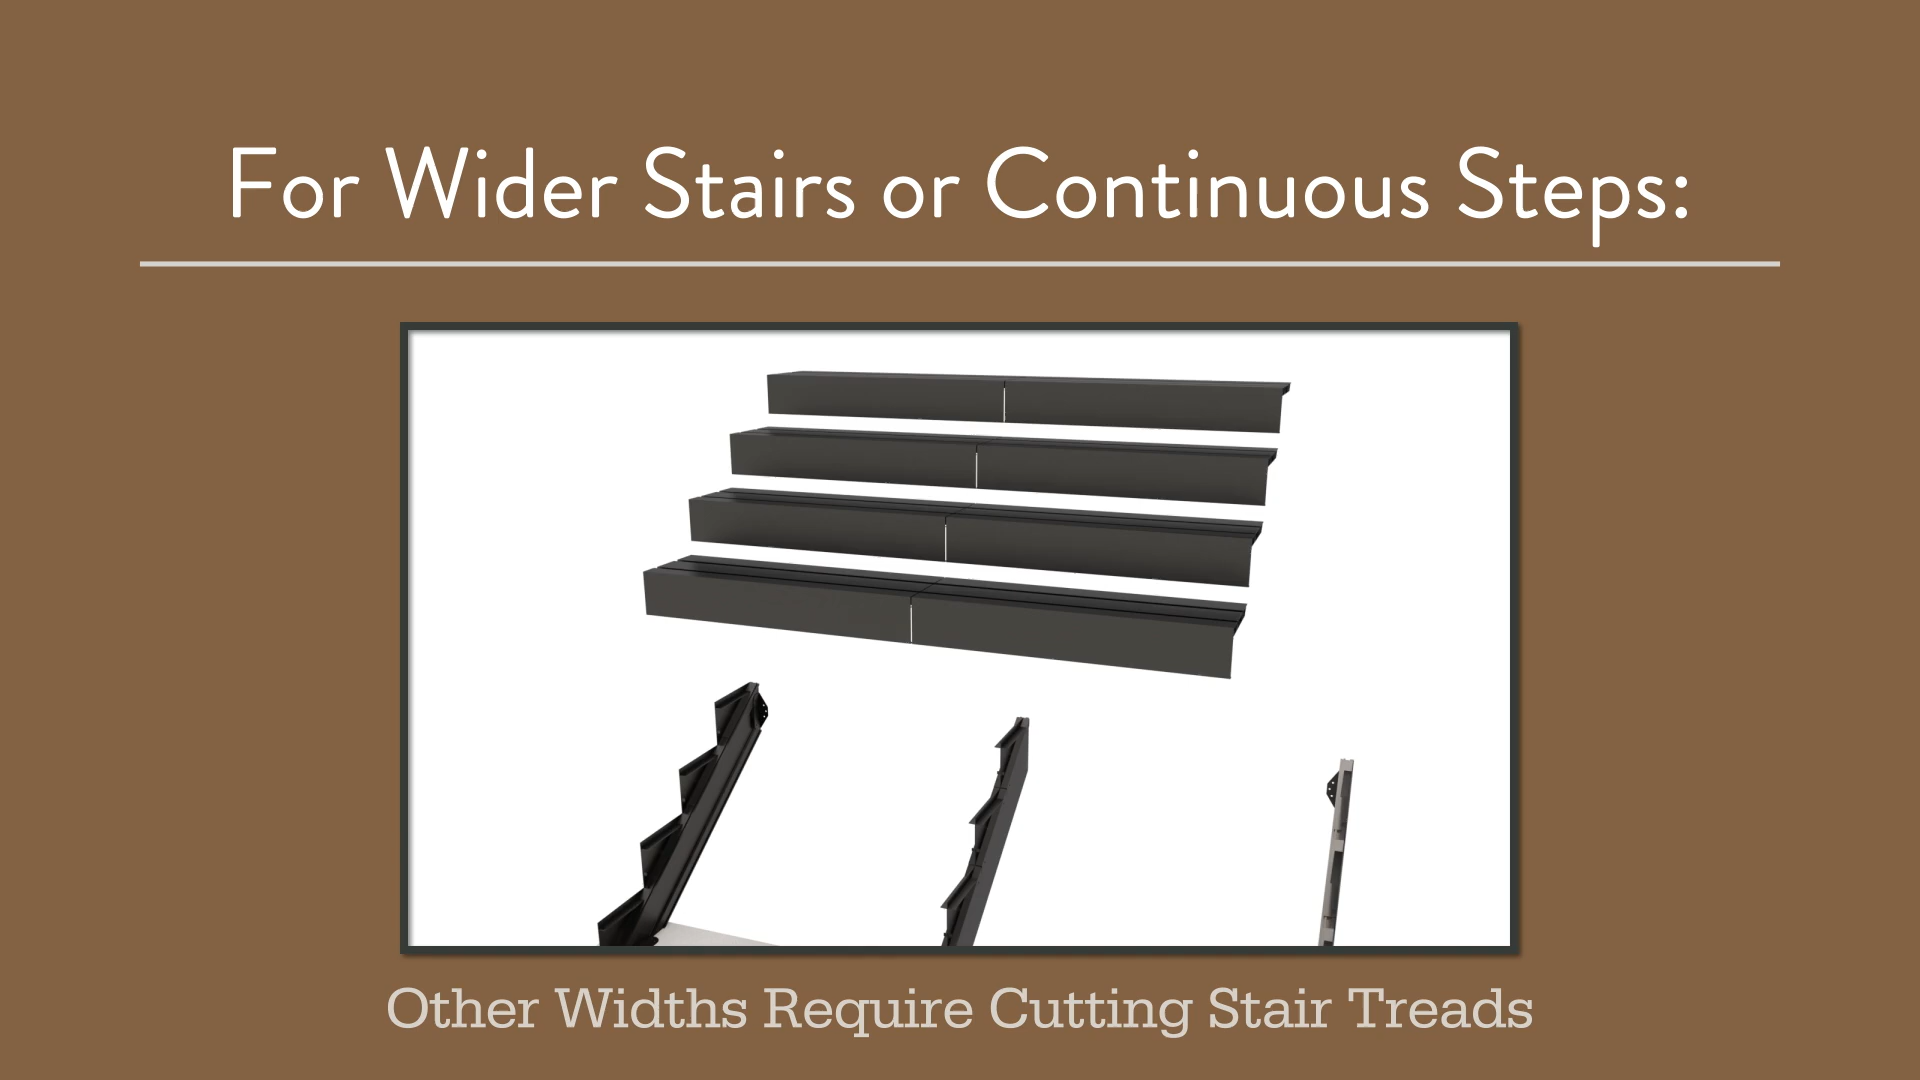 For Wider Stairs or Continuous Steps:
Other Widths Require Cutting Stair Treads